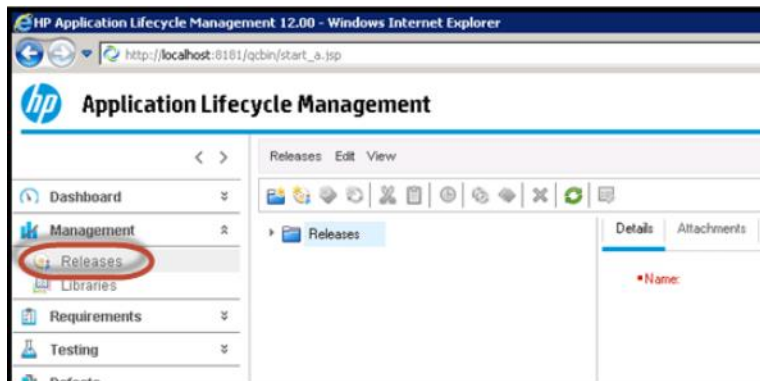 HP Application Lifecycle Management 12.00 - Windows Internet Explorer
http://localhost:8181/qcbin/start_a.jsp
hp Application Lifecycle Management
< > Releases Edit View
Dashboard
Management
Releases
Details Attachments
Releases
Libraries
*Name:
Requirements
Testing
Defects